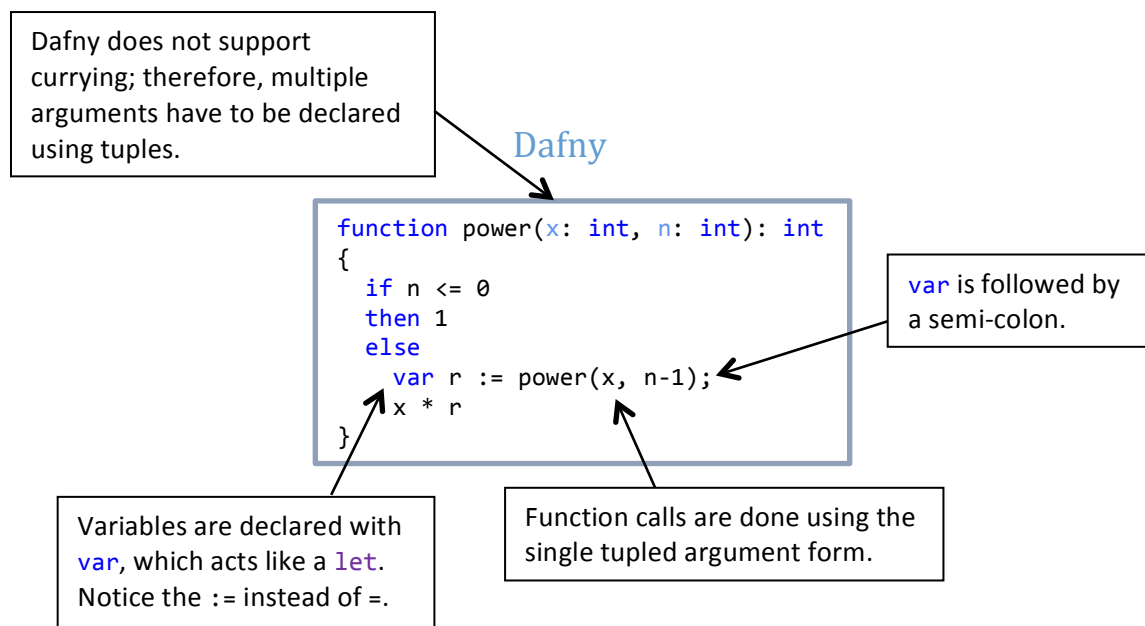 Dafny does not support
currying; therefore, multiple
arguments have to be declared
using tuples.
Dafny
function power(x: int, n: int): int
{
if n <= 0
then 1
else
var r := power(x, n-1);
x * r
}
var is followed by
a semi-colon.
Variables are declared with
var, which acts like a let.
Notice the := instead of =.
Function calls are done using the
single tupled argument form.